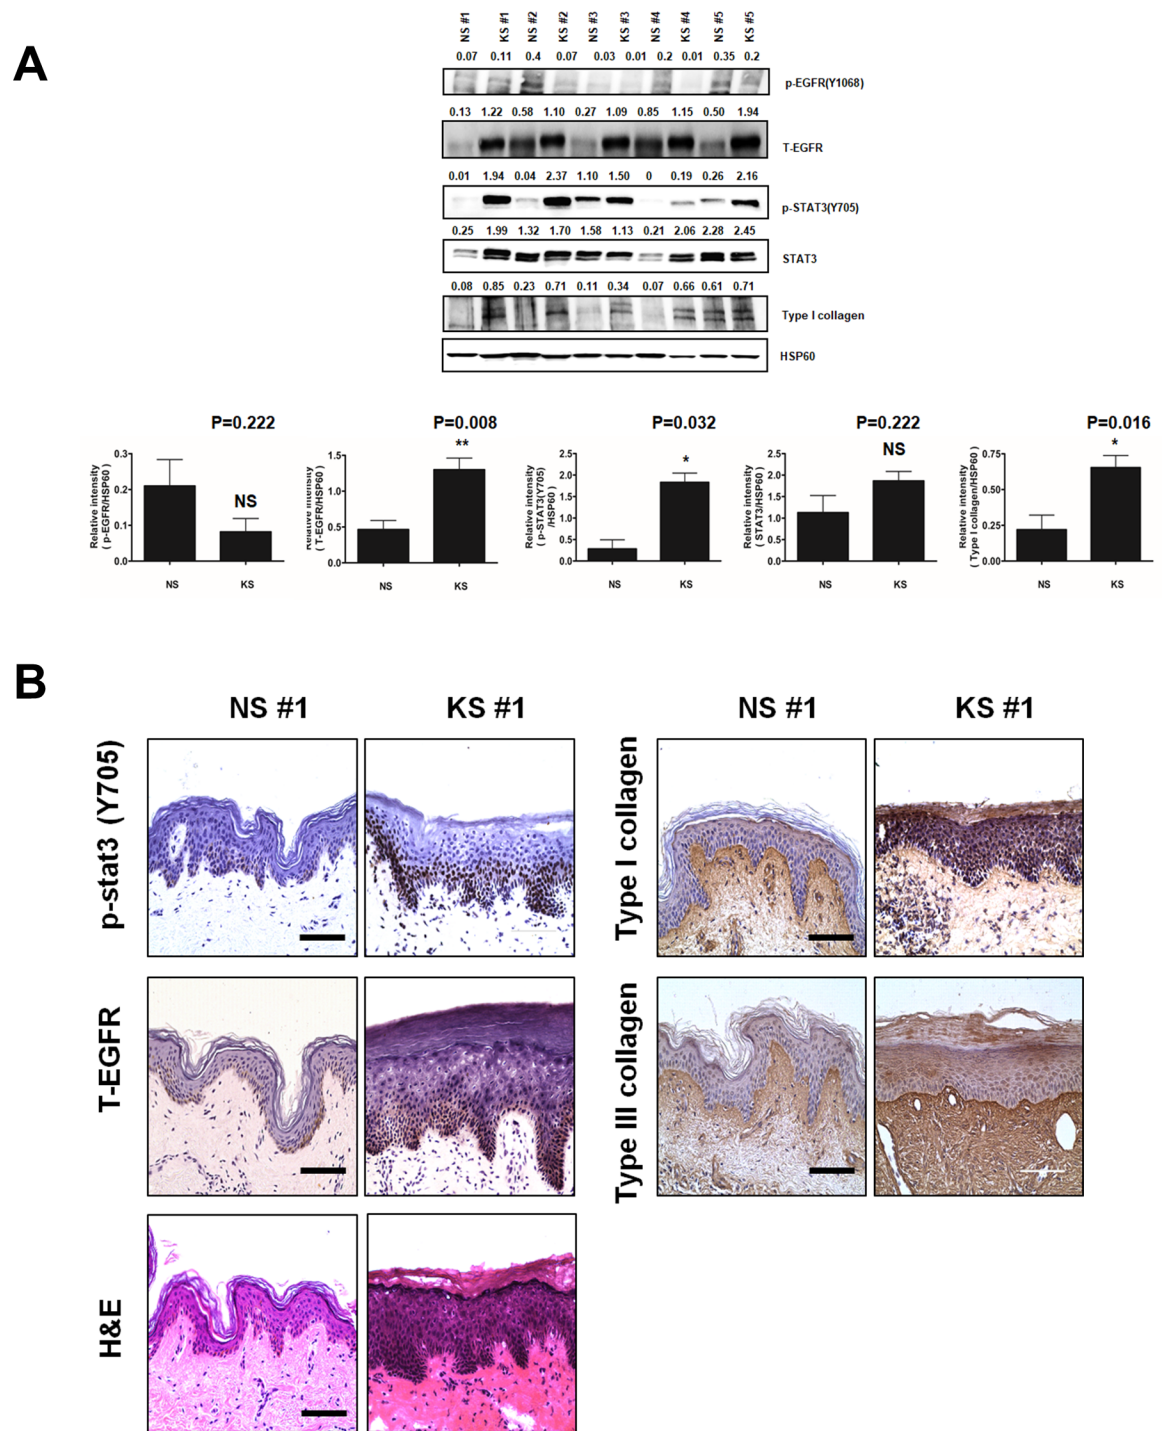 A
NS #1 KS #1 NS #2 KS #2 NS #3 KS #3 NS #4 KS #4 NS #5 KS #5
0.07 0.11 0.4 0.07 0.03 0.01 0.2 0.01 0.35 0.2
p-EGFR(Y1068)
0.13 1.22 0.58 1.10 0.27 1.09 0.85 1.15 0.50 1.94
T-EGFR
0.01 1.94 0.04 2.37 1.10 1.50 0 0.19 0.26 2.16
p-STAT3(Y705)
0.25 1.99 1.32 1.70 1.58 1.13 0.21 2.06 2.28 2.45
STAT3
0.08 0.85 0.23 0.71 0.11 0.34 0.07 0.66 0.61 0.71
Type I collagen
HSP60
P=0.222
Relative intensity
( p-EGFR/HSP60 )
0.3
0.2
0.1
0.0
NS
NS KS
P=0.008
**
Relative intensity
( T-EGFR/HSP60 )
1.5
1.0
0.5
0.0
NS KS
P=0.032
*
Relative intensity
( p-STAT3(Y705)
/HSP60 )
2.5
2.0
1.5
1.0
0.5
0.0
NS KS
P=0.222
NS
Relative intensity
( STAT3/HSP60 )
2.5
2.0
1.5
1.0
0.5
0.0
NS KS
P=0.016
*
Relative intensity
( Type I collagen/HSP60 )
0.75
0.50
0.25
0.00
NS KS
B
NS #1 KS #1 NS #1 KS #1
p-stat3 (Y705)
Type I collagen
T-EGFR
Type III collagen
H&E